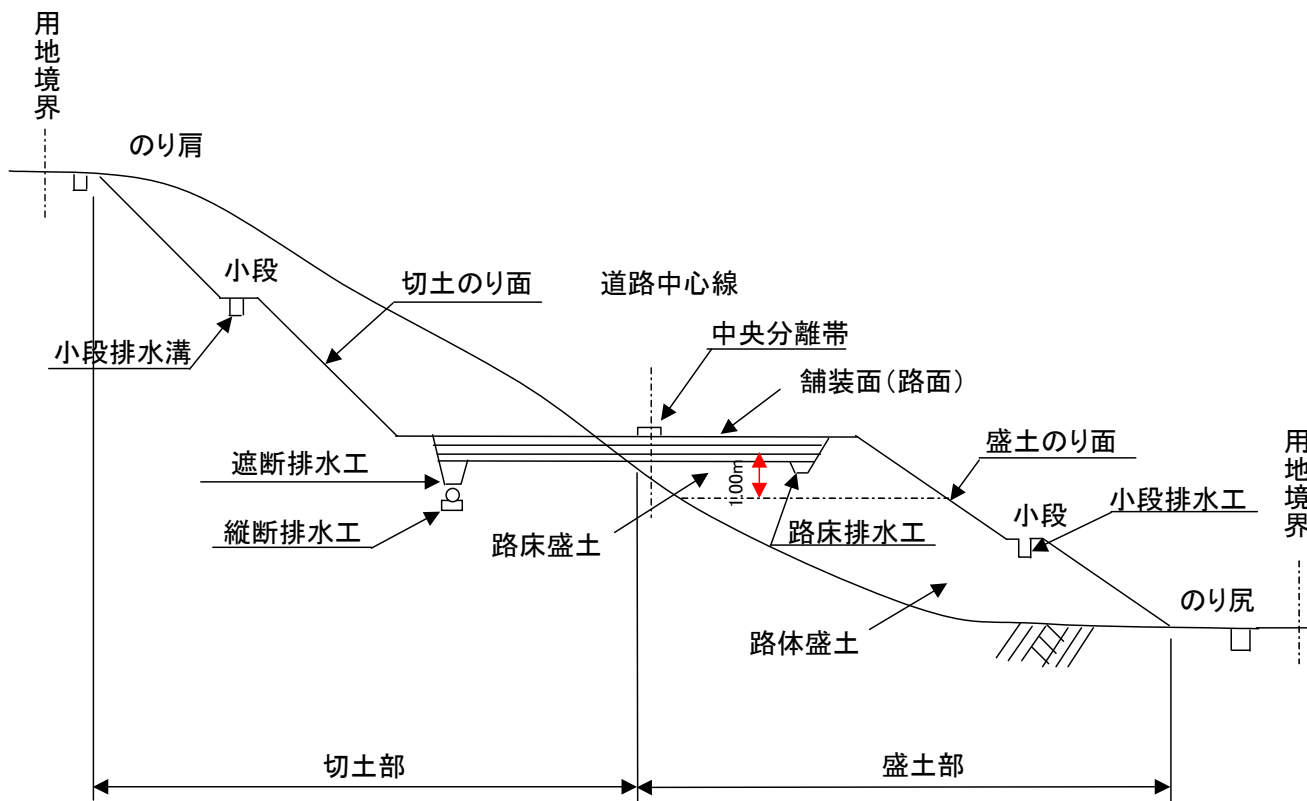 用地境界
のり肩
小段
切土のり面
道路中心線
小段排水溝
中央分離帯
舗装面(路面)
遮断排水工
1.00m
盛土のり面
用地境界
縦断排水工
路床盛土
路床排水工
小段
小段排水工
路体盛土
のり尻
切土部
盛土部